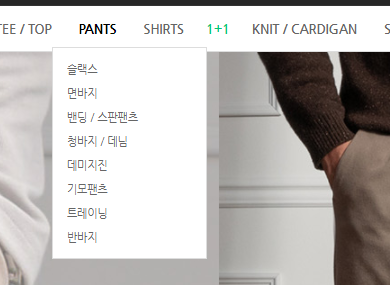 TEE / TOP PANTS SHIRTS 1+1 KNIT / CARDIGAN S
슬랙스
면바지
밴딩 / 스판팬츠
청바지 / 데님
데미지진
기모팬츠
트레이닝
반바지